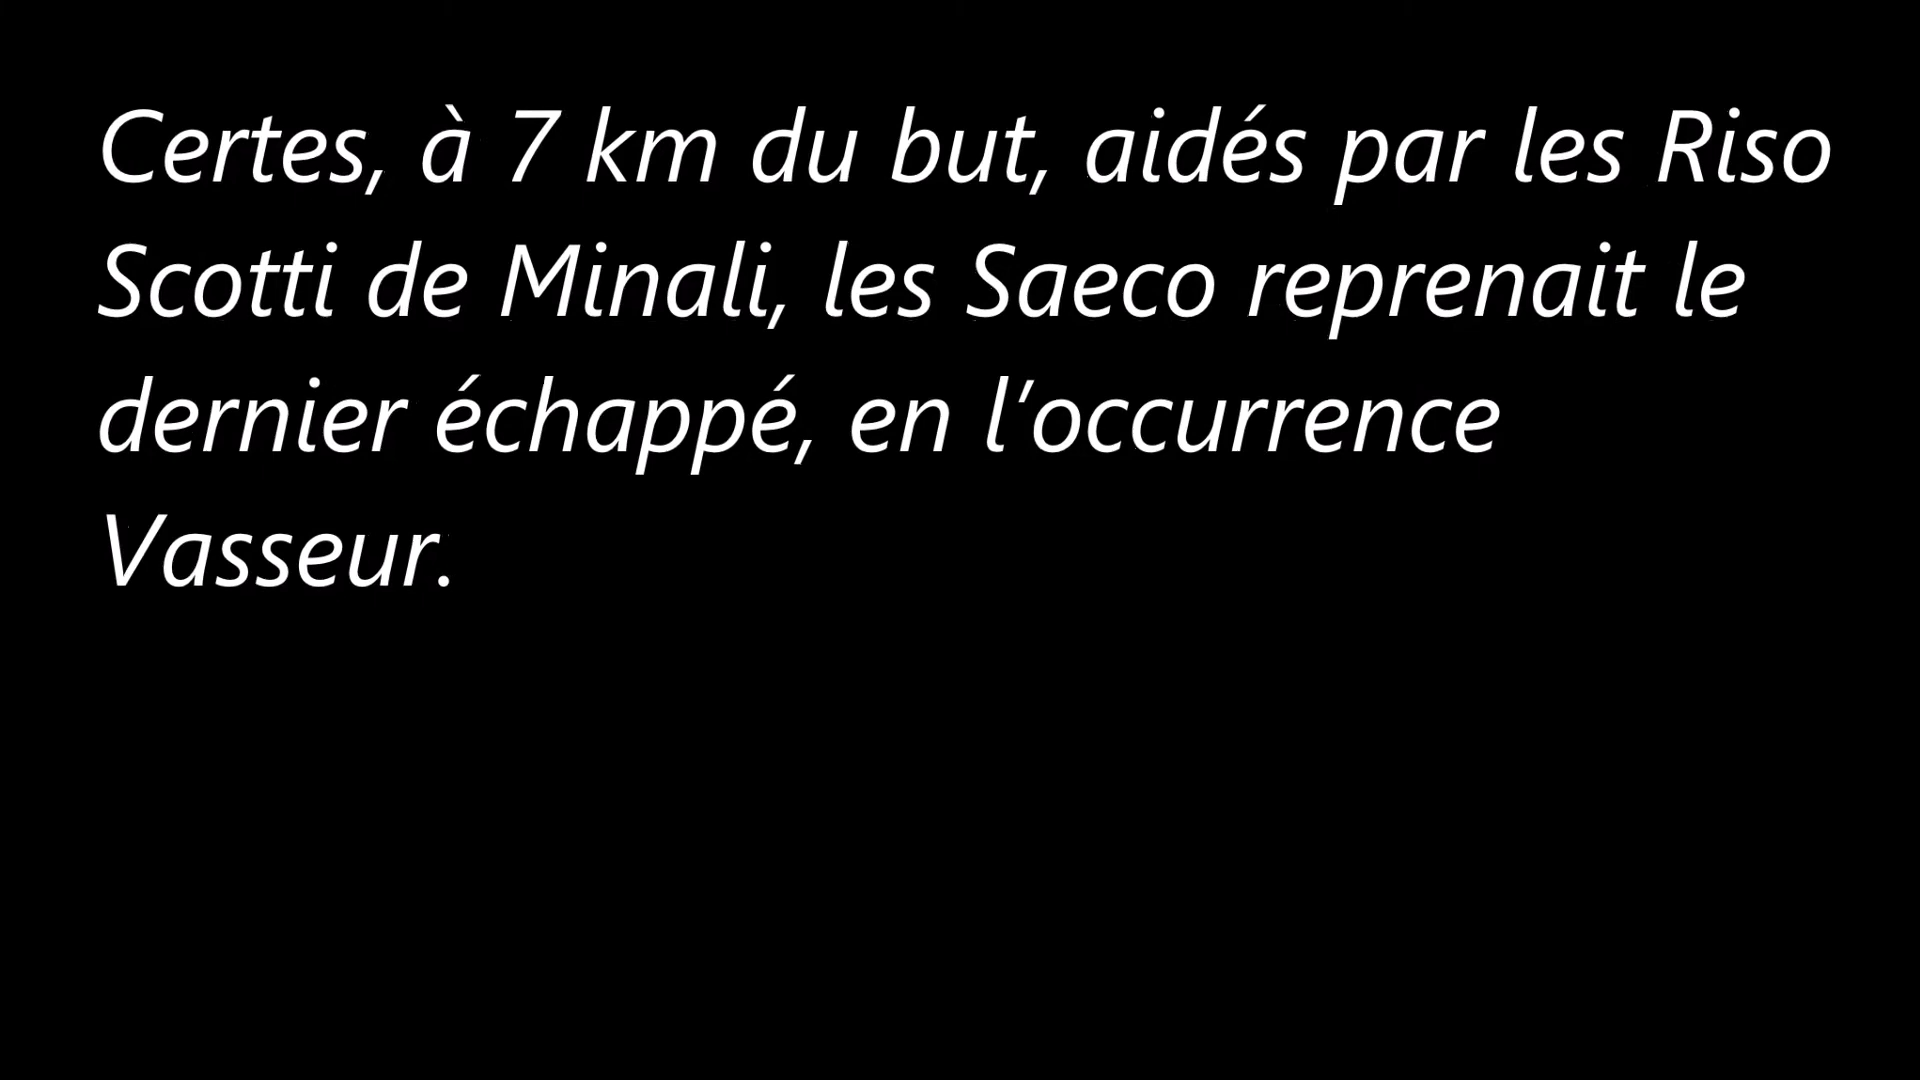 Certes, à 7 km du but, aidés par les Riso
Scotti de Minali, les Saeco reprenait le
dernier échappé, en l’occurrence
Vasseur.